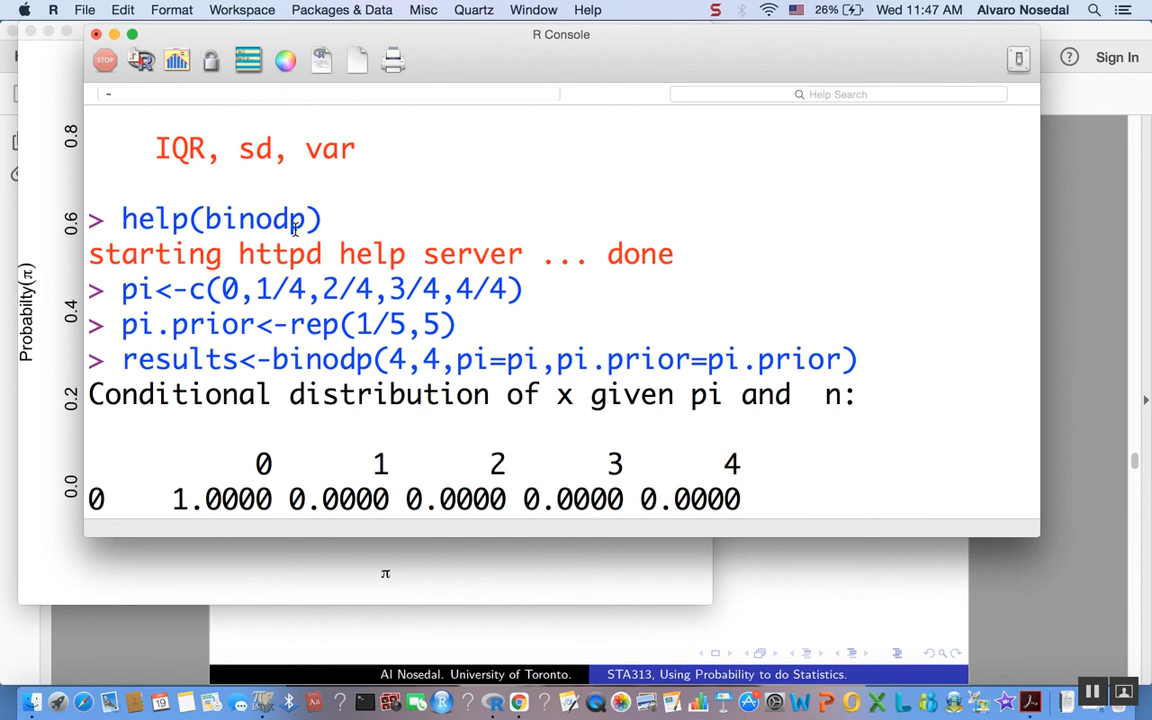 R File Edit Format Workspace Packages & Data Misc Quartz Window Help 26% Wed 11:47 AM Alvaro Nosedal
R Console
? Sign In
STOP
~ Help Search
IQR, sd, var
> help(binodp)
starting httpd help server ... done
> pi<-c(0,1/4,2/4,3/4,4/4)
> pi.prior<-rep(1/5,5)
> results<-binodp(4,4,pi=pi,pi.prior=pi.prior)
Conditional distribution of x given pi and n:
0 1 2 3 4
0 1.0000 0.0000 0.0000 0.0000 0.0000
0.8
0.6
0.4
0.2
0.0
Probabilty(π)
π
Al Nosedal. University of Toronto. STA313, Using Probability to do Statistics.